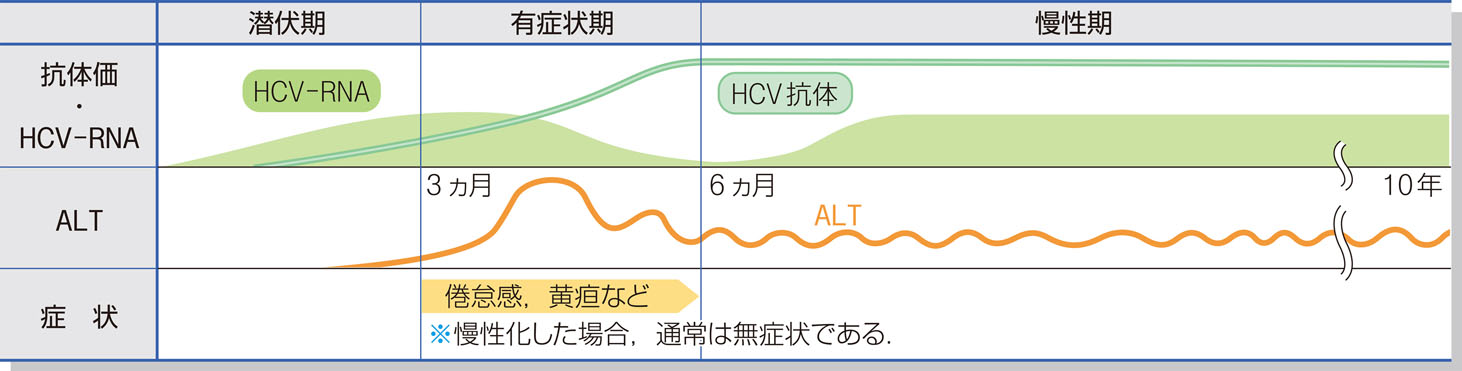 潜伏期
有症状期
慢性期
抗体価
・
HCV-RNA
HCV-RNA
HCV抗体
ALT
3ヵ月
6ヵ月
10年
ALT
症 状
倦怠感，黄疸など
※慢性化した場合，通常は無症状である．